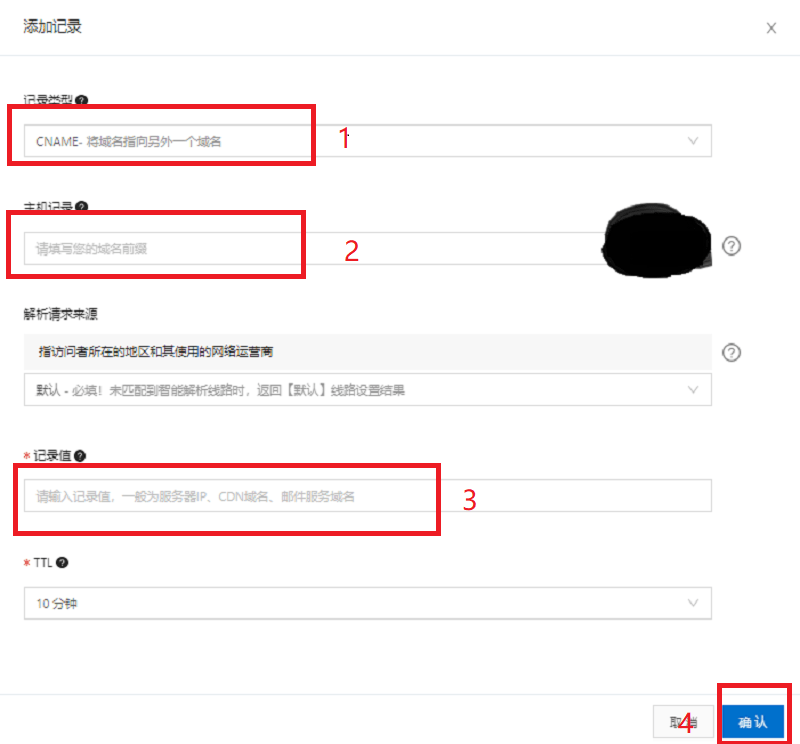 添加记录
记录类型
CNAME- 将域名指向另外一个域名
1
主机记录
请填写您的域名前缀
2
解析请求来源
指访问者所在的地区和其使用的网络运营商
默认 - 必填！未匹配到智能解析线路时，返回【默认】线路设置结果
* 记录值
请输入记录值，一般为服务器IP、CDN域名、邮件服务域名
3
* TTL
10 分钟
取消 4 确认